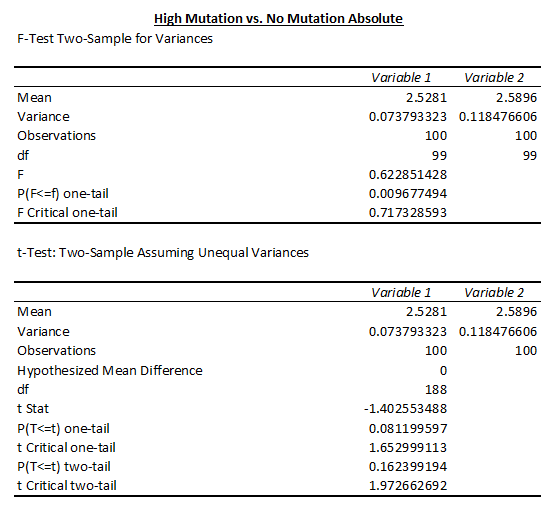 High Mutation vs. No Mutation Absolute
F-Test Two-Sample for Variances
Variable 1 Variable 2
Mean 2.5281 2.5896
Variance 0.073793323 0.118476606
Observations 100 100
df 99 99
F 0.622851428
P(F<=f) one-tail 0.009677494
F Critical one-tail 0.717328593
t-Test: Two-Sample Assuming Unequal Variances
Variable 1 Variable 2
Mean 2.5281 2.5896
Variance 0.073793323 0.118476606
Observations 100 100
Hypothesized Mean Difference 0
df 188
t Stat -1.402553488
P(T<=t) one-tail 0.081199597
t Critical one-tail 1.652999113
P(T<=t) two-tail 0.162399194
t Critical two-tail 1.972662692